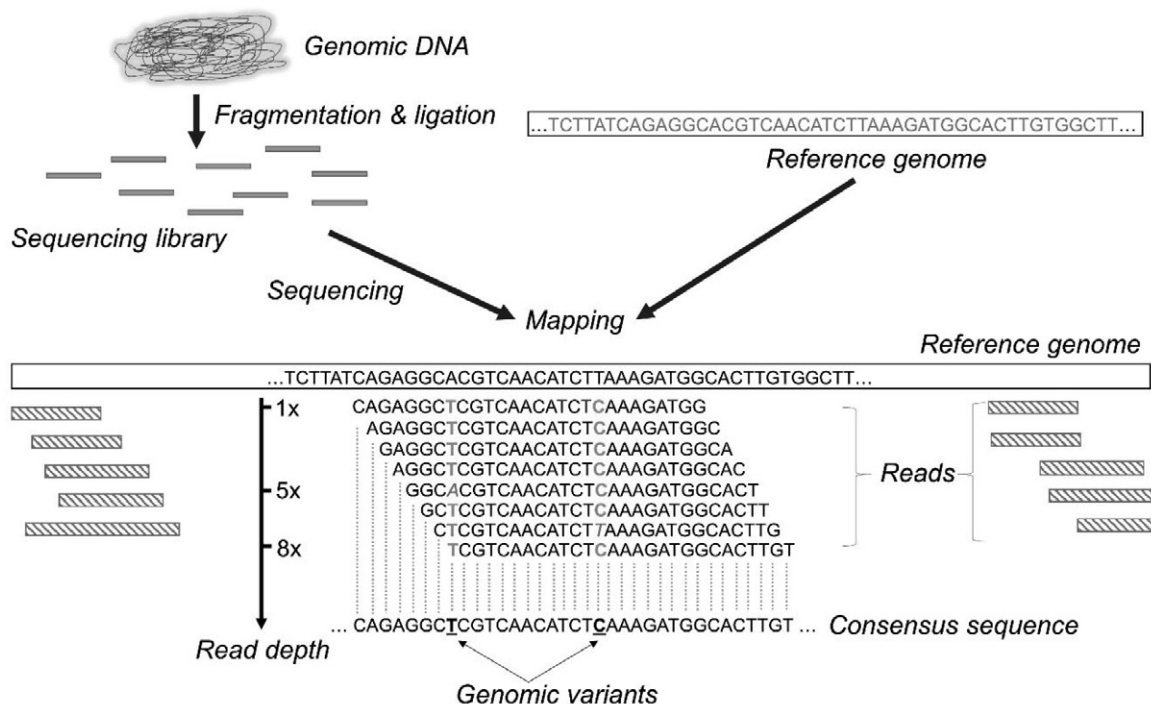 Genomic DNA
Fragmentation & ligation
...TCTTATCAGAGGCACGTCAACATCTTAAAGATGGCACTTGTGGCTT...
Reference genome
Sequencing library
Sequencing
Mapping
Reference genome
...TCTTATCAGAGGCACGTCAACATCTTAAAGATGGCACTTGTGGCTT...
1x CAGAGGCTCGTCAACATCTCAAAGATGG
AGAGGCTCGTCAACATCTCAAAGATGGC
GAGGCTCGTCAACATCTCAAAGATGGCA
AGGCTCGTCAACATCTCAAAGATGGCAC
Reads
5x GGCACGTCAACATCTCAAAGATGGCACT
GCTCGTCAACATCTCAAAGATGGCACTT
CTCGTCAACATCTTAAAGATGGCACTTG
8x TCGTCAACATCTCAAAGATGGCACTTGT
... CAGAGGCTCGTCAACATCTCAAAGATGGCACTTGT ... Consensus sequence
Read depth
Genomic variants